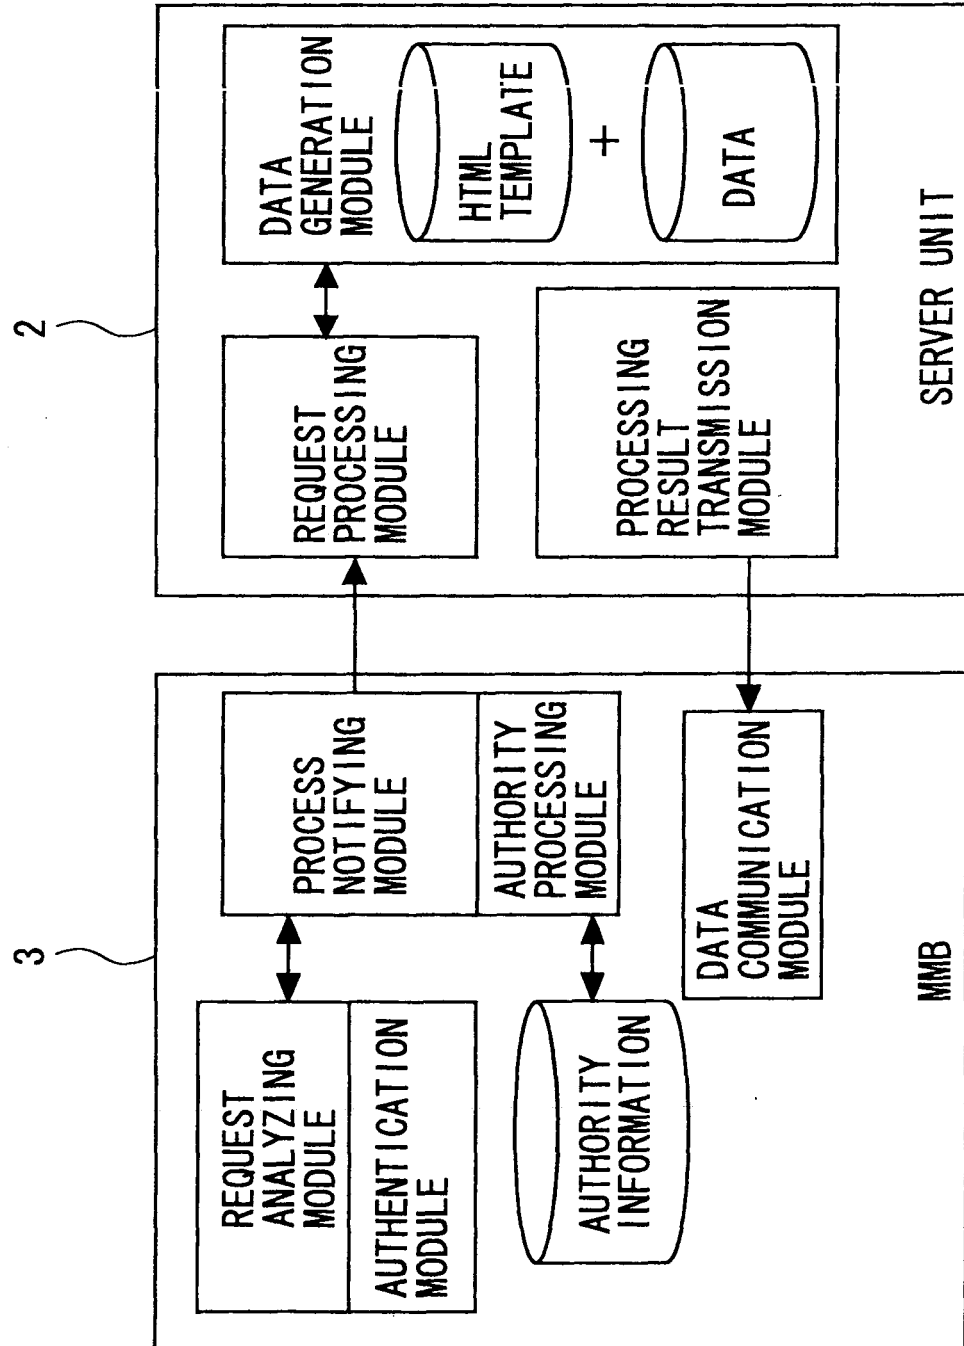 3
REQUEST
ANALYZING
MODULE
AUTHENTICATION
MODULE
PROCESS
NOTIFYING
MODULE
AUTHORITY
PROCESSING
MODULE
AUTHORITY
INFORMATION
DATA
COMMUNICATION
MODULE
MMB
2
REQUEST
PROCESSING
MODULE
DATA
GENERATION
MODULE
HTML
TEMPLATE
+
DATA
PROCESSING
RESULT
TRANSMISSION
MODULE
SERVER UNIT